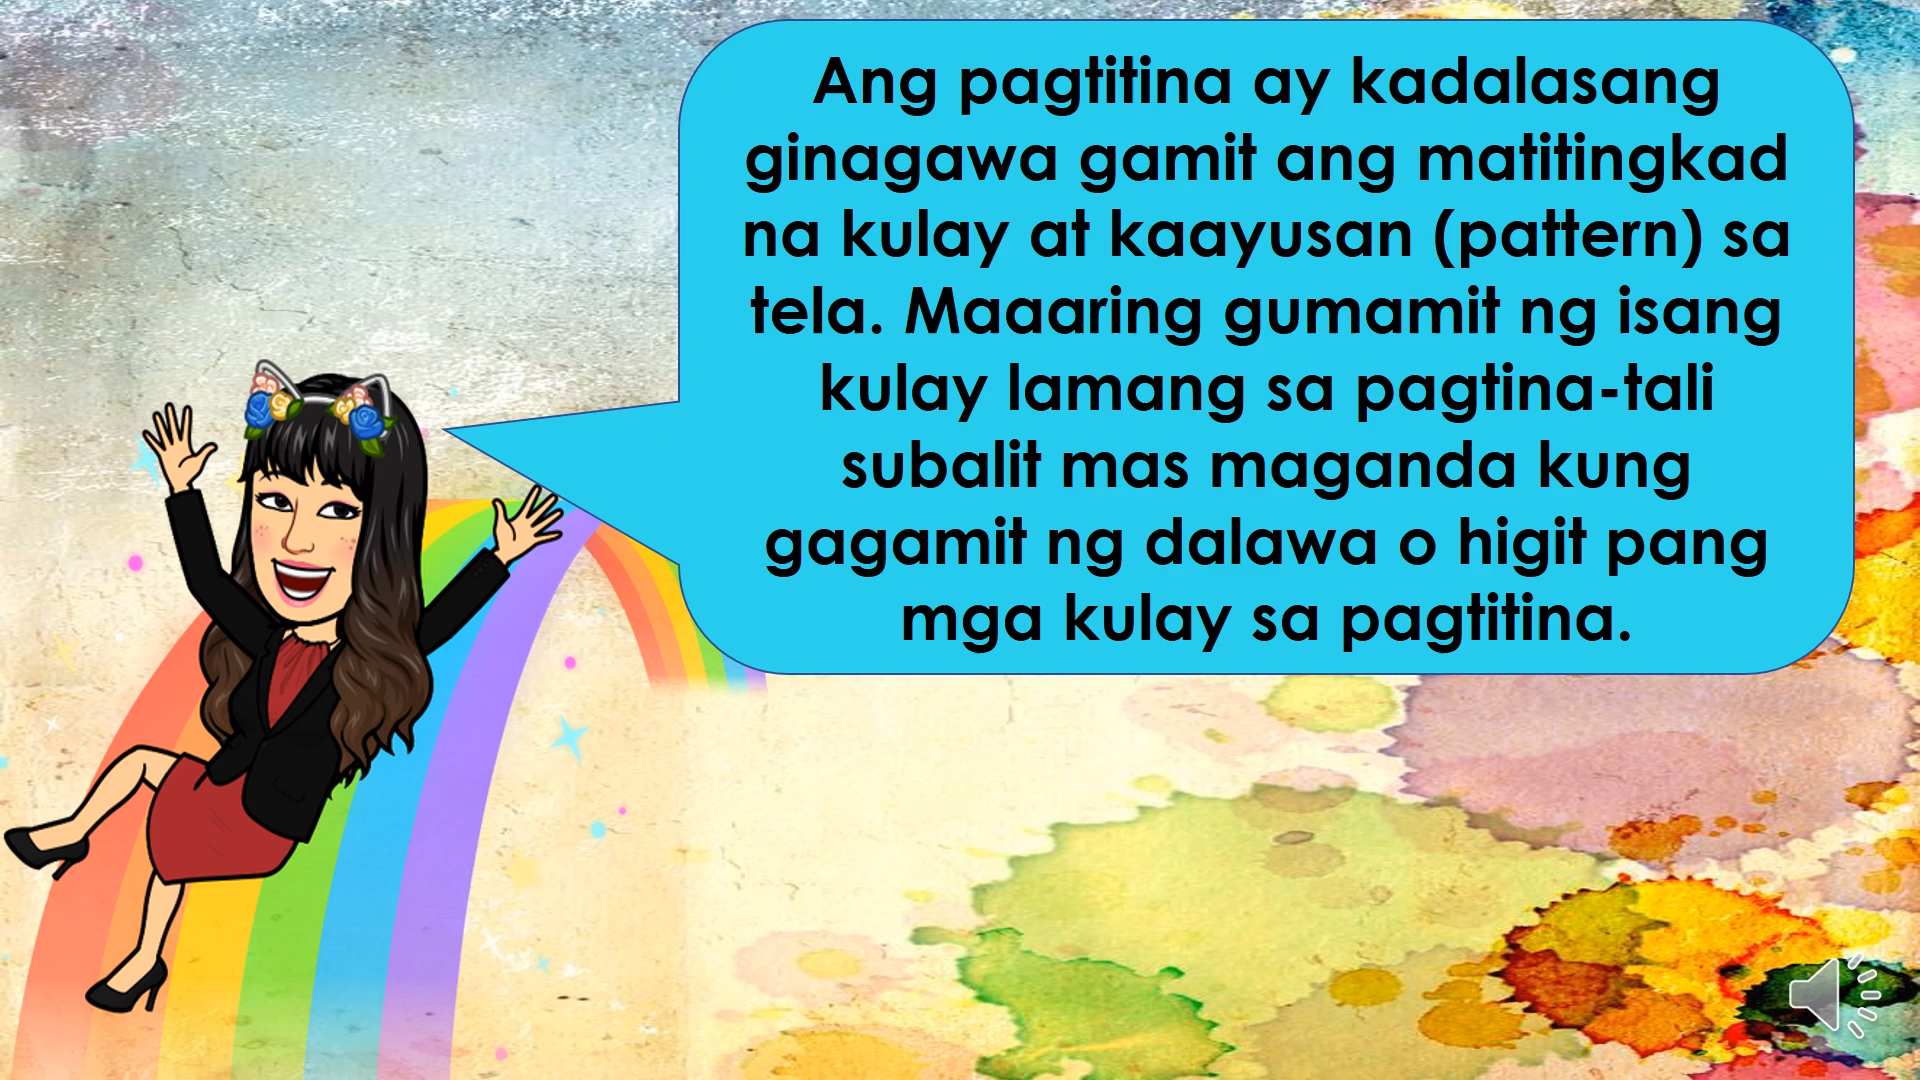 Ang pagtitina ay kadalasang
ginagawa gamit ang matitingkad
na kulay at kaayusan (pattern) sa
tela. Maaaring gumamit ng isang
kulay lamang sa pagtina-tali
subalit mas maganda kung
gagamit ng dalawa o higit pang
mga kulay sa pagtitina.